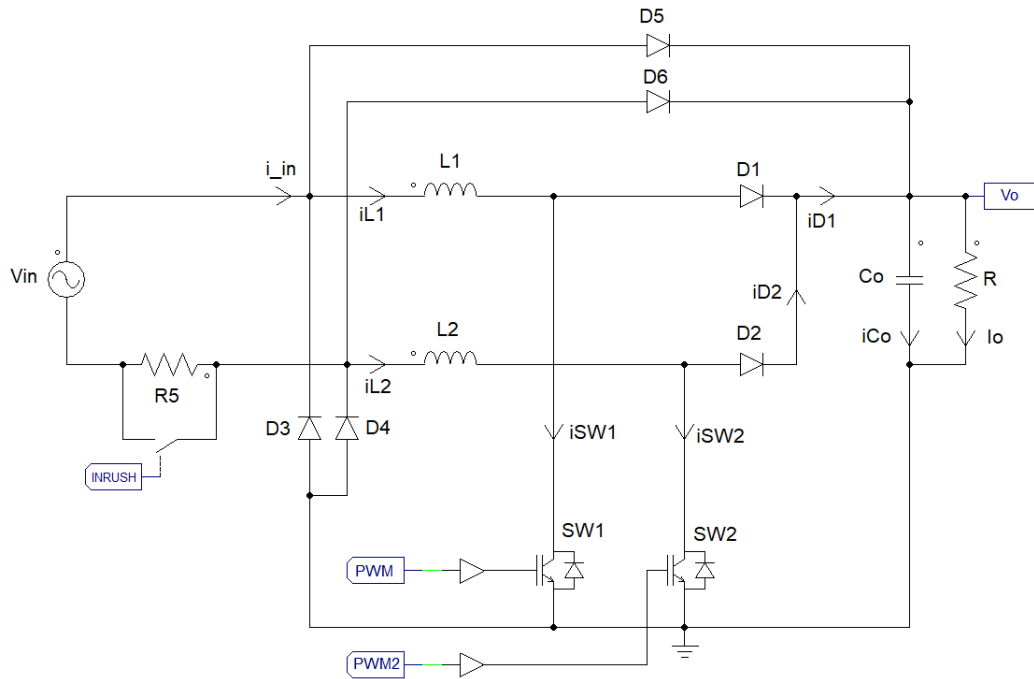 D5
D6
i_in
L1
D1
iL1
iD1
Vo
Vin
Co
R
iD2
L2
D2
iCo
Io
R5
iL2
D3
D4
iSW1
iSW2
INRUSH
SW1
SW2
PWM
PWM2